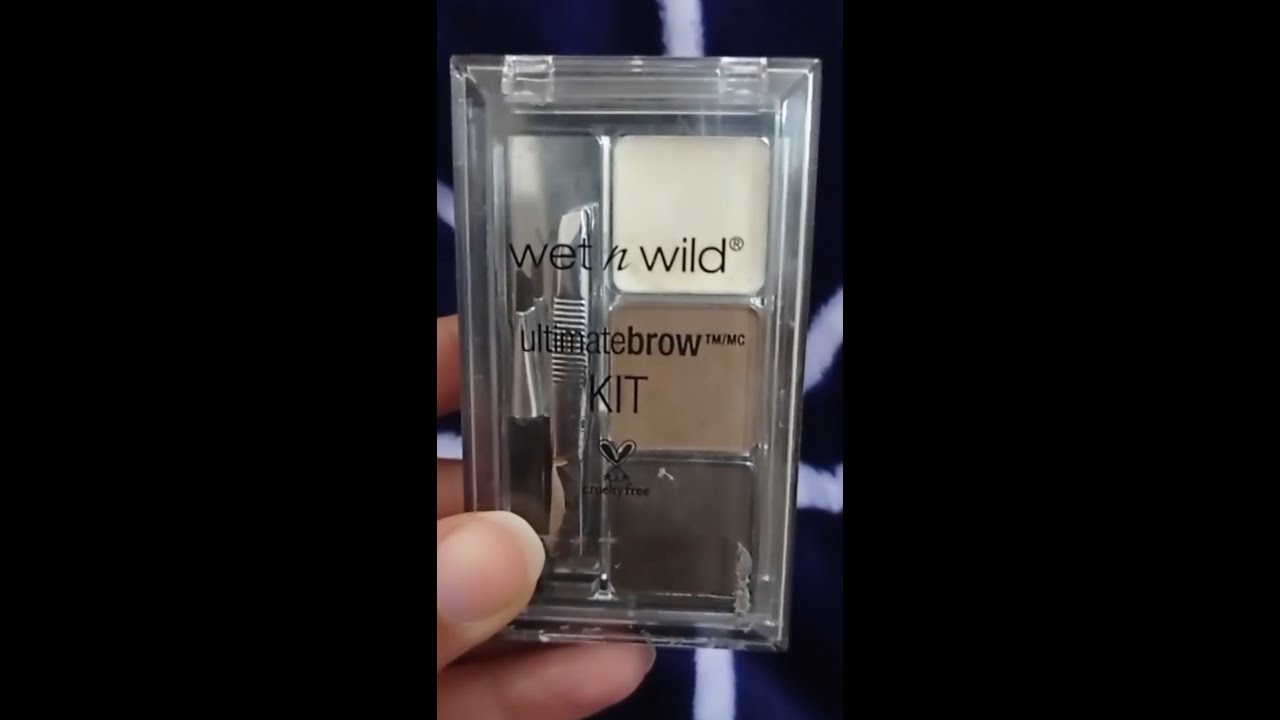 wet n wild®
ultimatebrow™/MC
KIT
crueltyfree